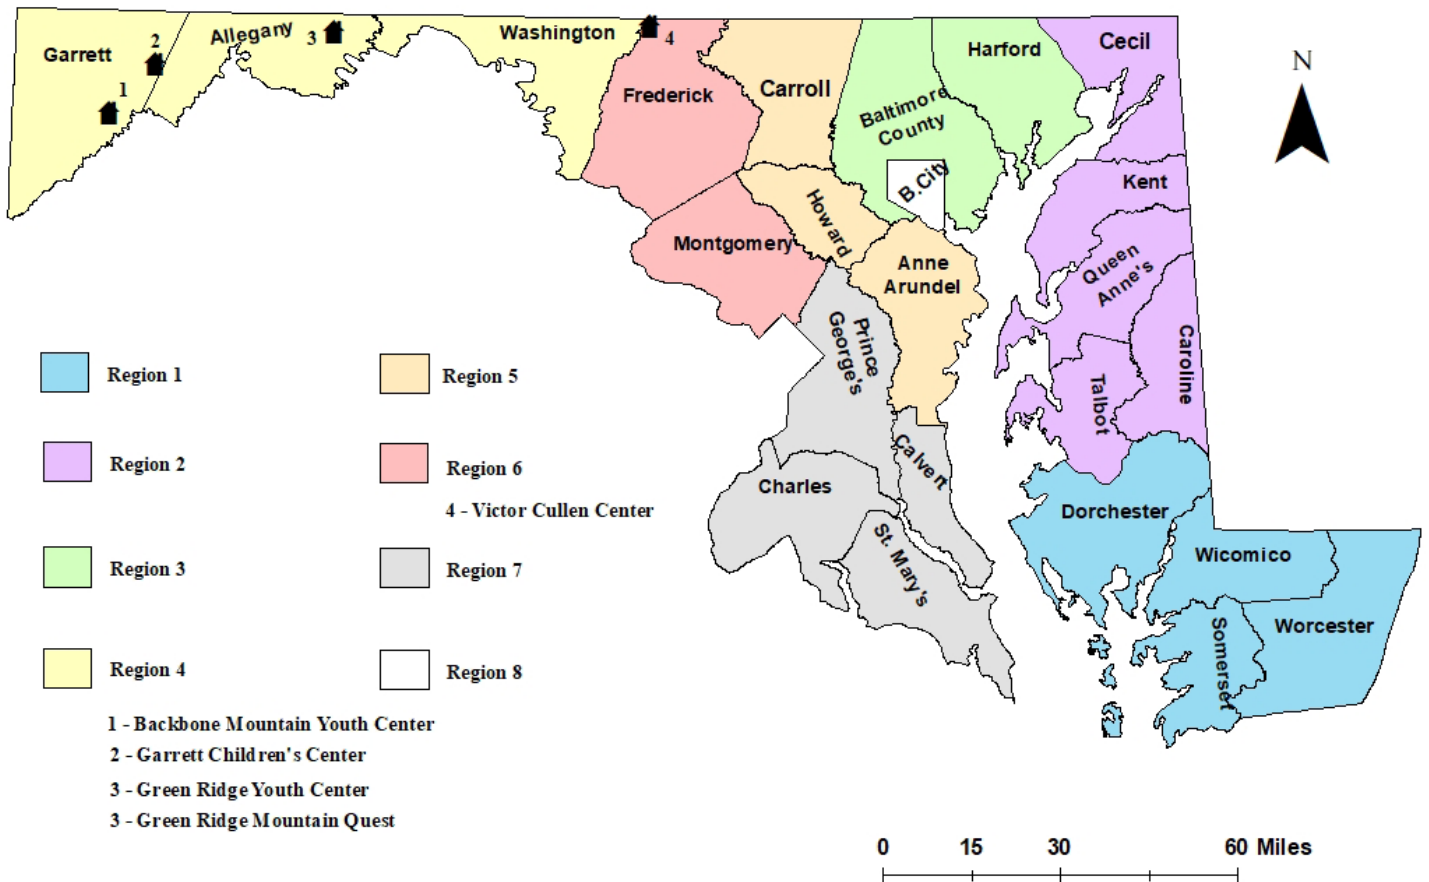 Garrett
2
1
Allegany
3
Washington
4
Frederick
Carroll
Baltimore
County
Harford
Cecil
B.City
Kent
Howard
Montgomery
Anne
Arundel
Queen
Anne's
Prince
George's
Caroline
Talbot
Calvert
Charles
St. Mary's
Dorchester
Wicomico
Somerset
Worcester
N
Region 1
Region 2
Region 3
Region 4
1 - Backbone Mountain Youth Center
2 - Garrett Children's Center
3 - Green Ridge Youth Center
3 - Green Ridge Mountain Quest
Region 5
Region 6
4 - Victor Cullen Center
Region 7
Region 8
0 15 30 60 Miles